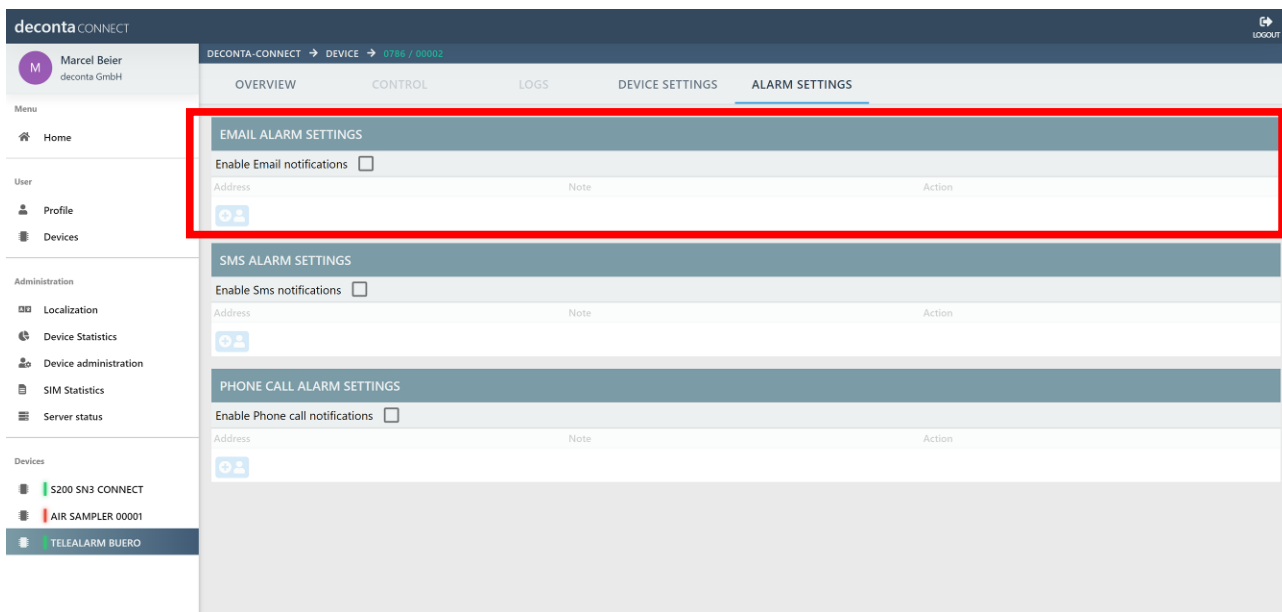 deconta CONNECT
LOGOUT
M
Marcel Beier
deconta GmbH
Menu
Home
User
Profile
Devices
Administration
Localization
Device Statistics
Device administration
SIM Statistics
Server status
Devices
S200 SN3 CONNECT
AIR SAMPLER 00001
TELEALARM BUERO
DECONTA-CONNECT → DEVICE → 0786 / 00002
OVERVIEW CONTROL LOGS DEVICE SETTINGS ALARM SETTINGS
EMAIL ALARM SETTINGS
Enable Email notifications
Address Note Action
SMS ALARM SETTINGS
Enable Sms notifications
Address Note Action
PHONE CALL ALARM SETTINGS
Enable Phone call notifications
Address Note Action